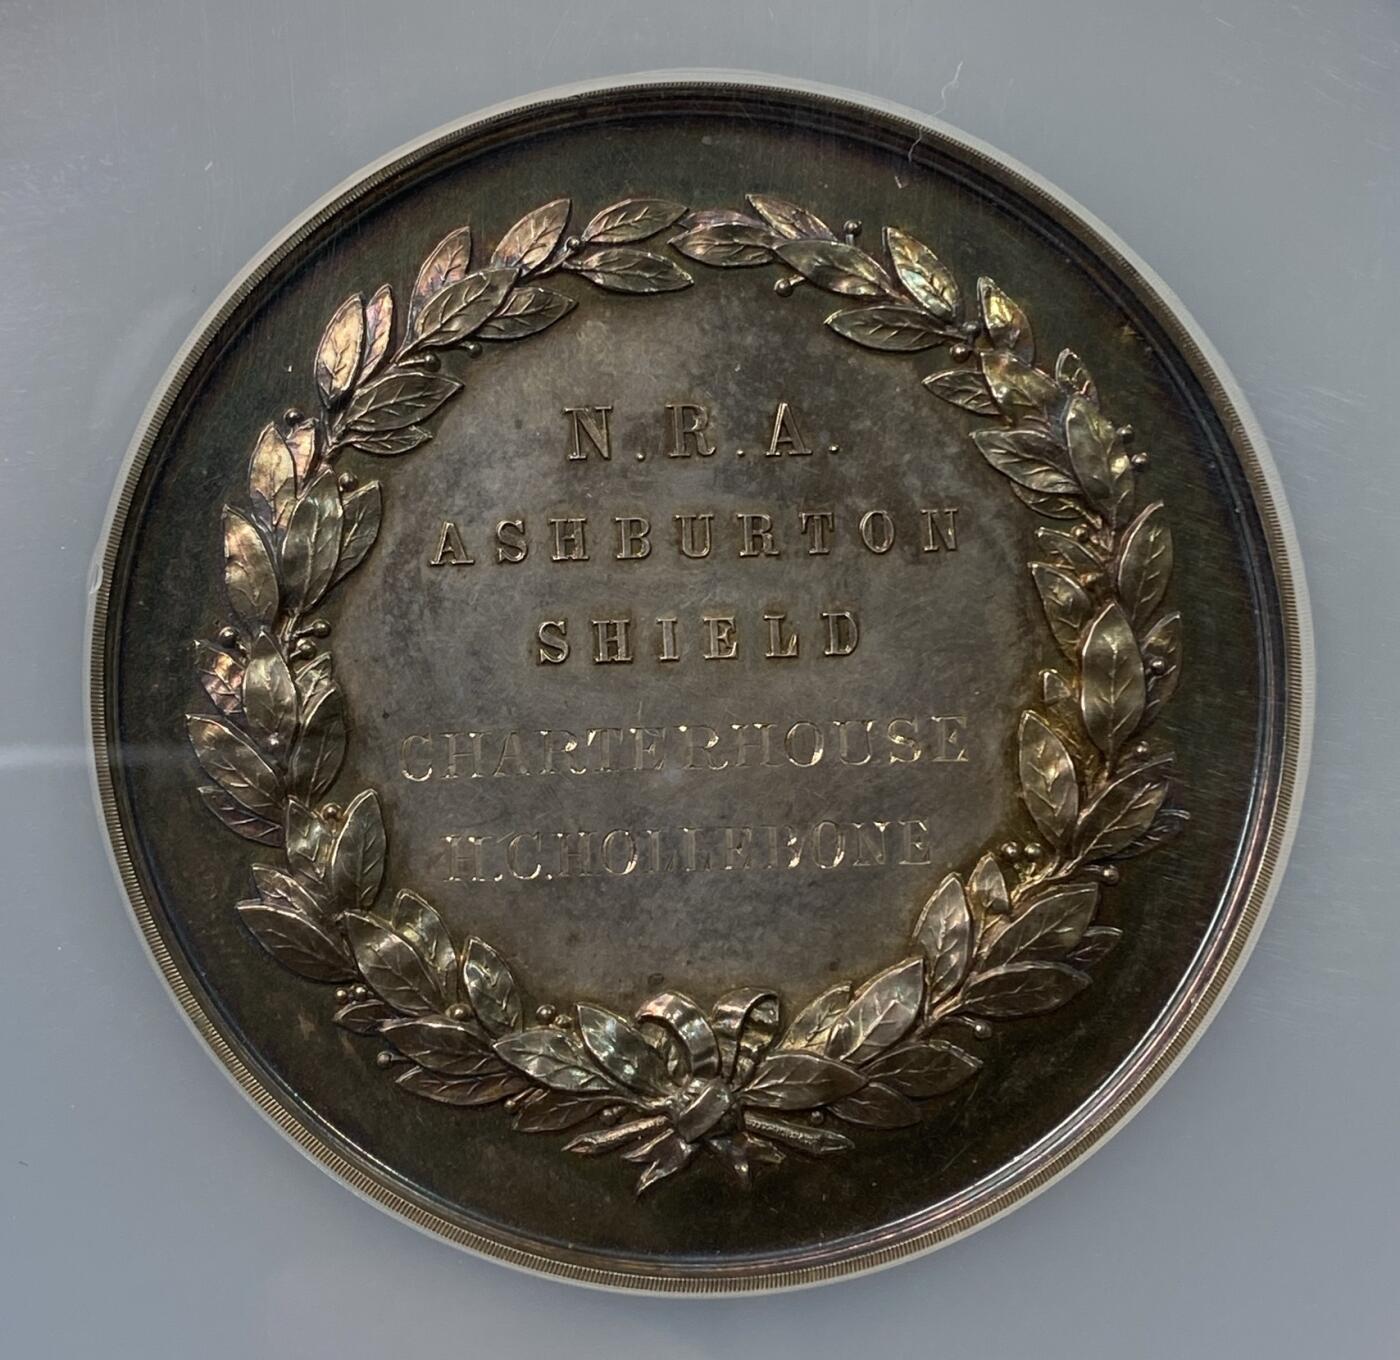 N.R.A.
ASHBURTON
SHIELD
CHARTERHOUSE
H.C.HOLLEBONE